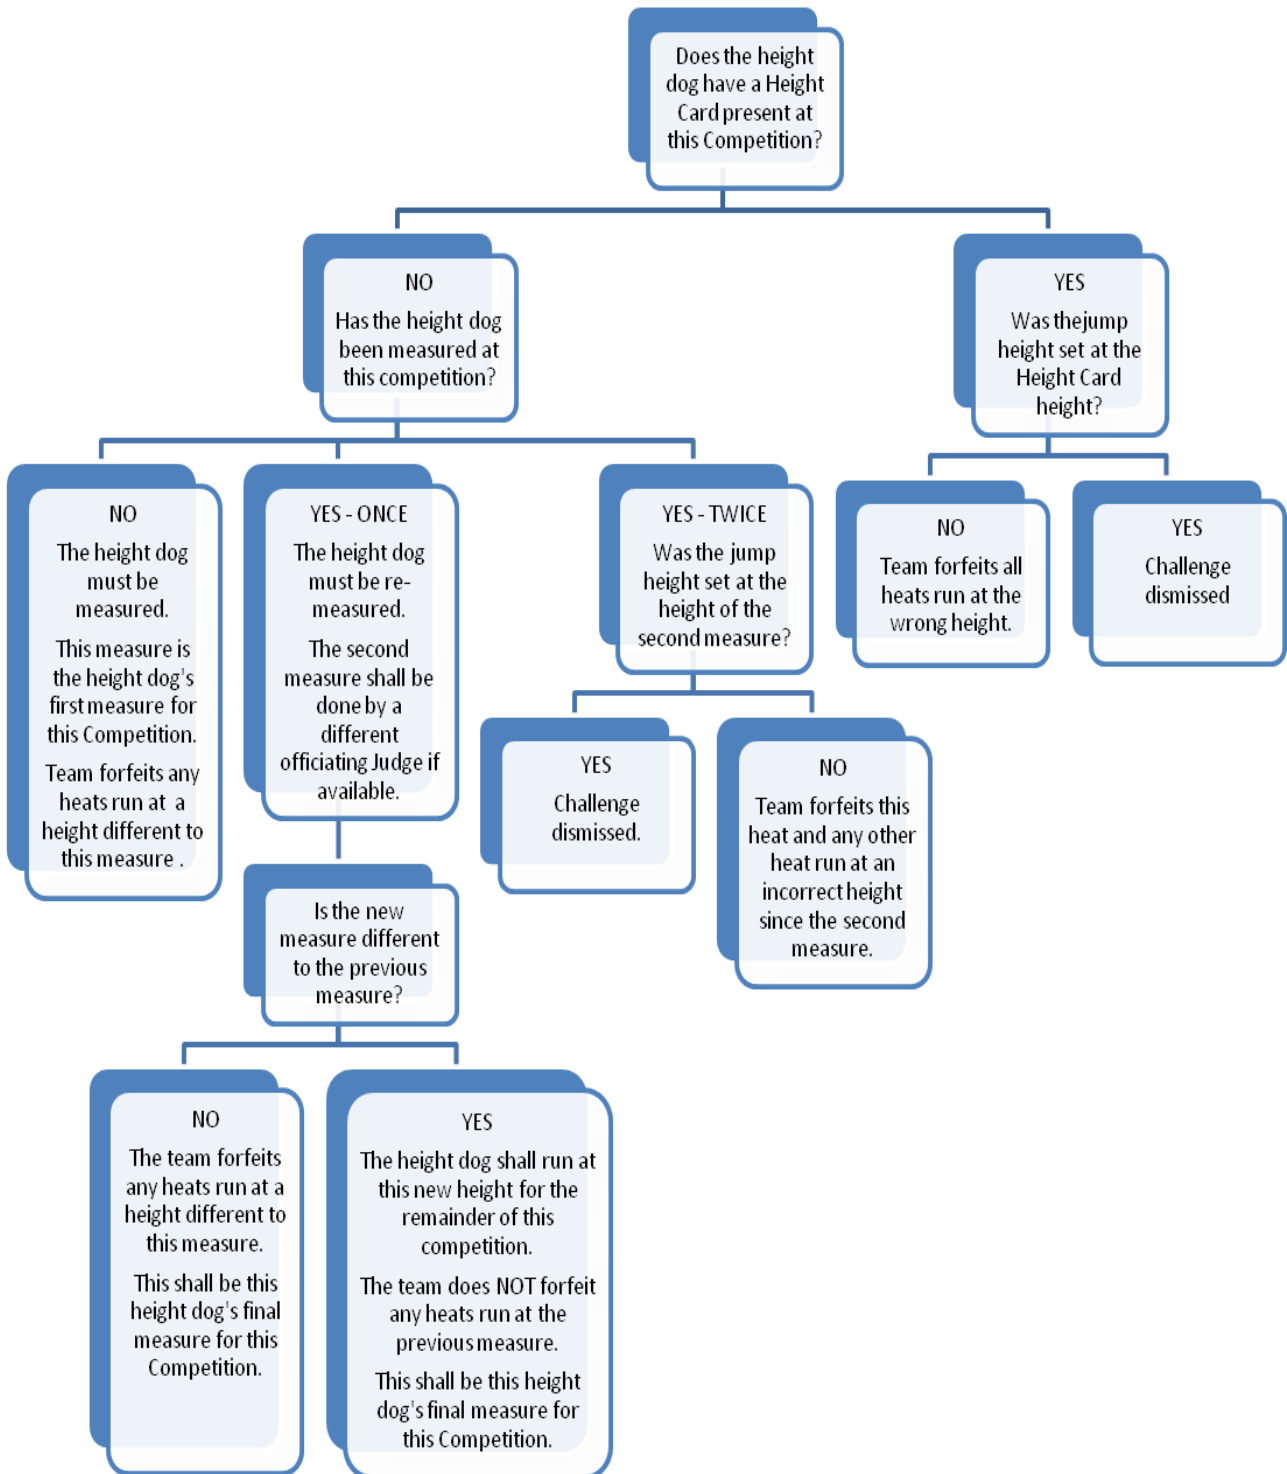 Does the height
dog have a Height
Card present at
this Competition?
NO
Has the height dog
been measured at
this competition?
YES
Was thejump
height set at the
Height Card
height?
NO
The height dog
must be
measured.
This measure is
the height dog's
first measure for
this Competition.
Team forfeits any
heats run at a
height different to
this measure .
YES - ONCE
The height dog
must be re-
measured.
The second
measure shall be
done by a
different
officiating Judge if
available.
YES - TWICE
Was the jump
height set at the
height of the
second measure?
NO
Team forfeits all
heats run at the
wrong height.
YES
Challenge
dismissed
Is the new
measure different
to the previous
measure?
YES
Challenge
dismissed.
NO
Team forfeits this
heat and any other
heat run at an
incorrect height
since the second
measure.
NO
The team forfeits
any heats run at a
height different to
this measure.
This shall be this
height dog's final
measure for this
Competition.
YES
The height dog shall run at
this new height for the
remainder of this
competition.
The team does NOT forfeit
any heats run at the
previous measure.
This shall be this height
dog's final measure for
this Competition.